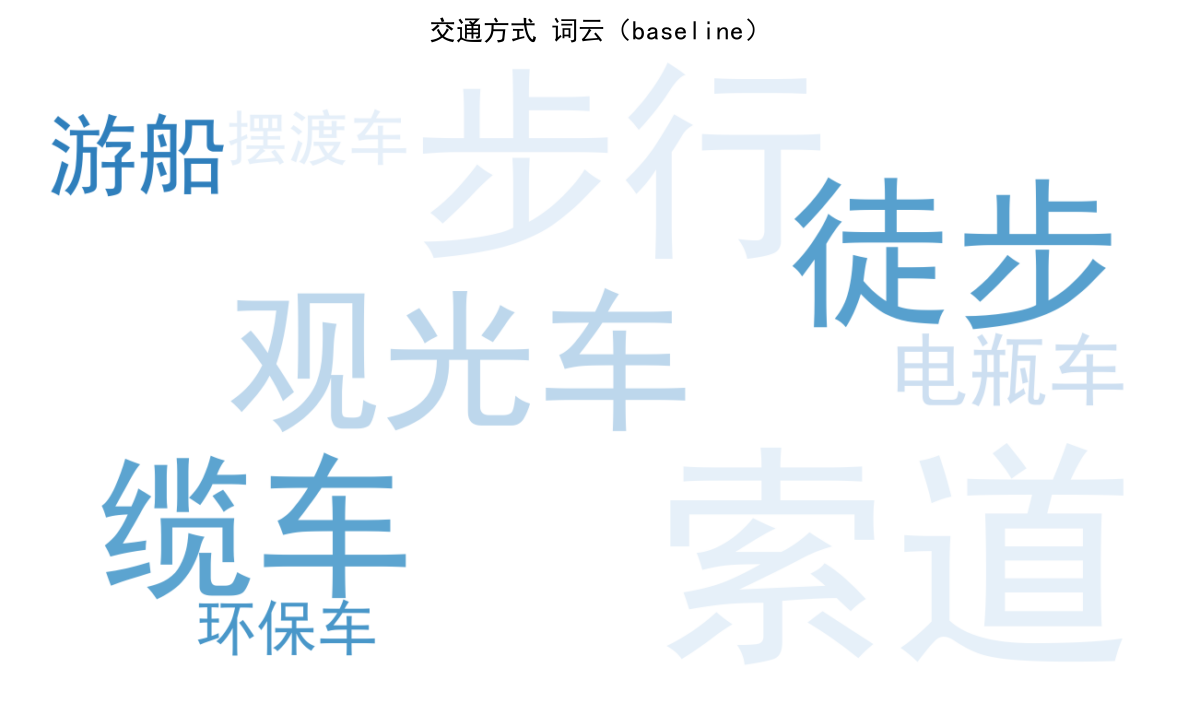 交通方式 词云（baseline）
游船
摆渡车
步行
徒步
观光车
电瓶车
缆车
索道
环保车